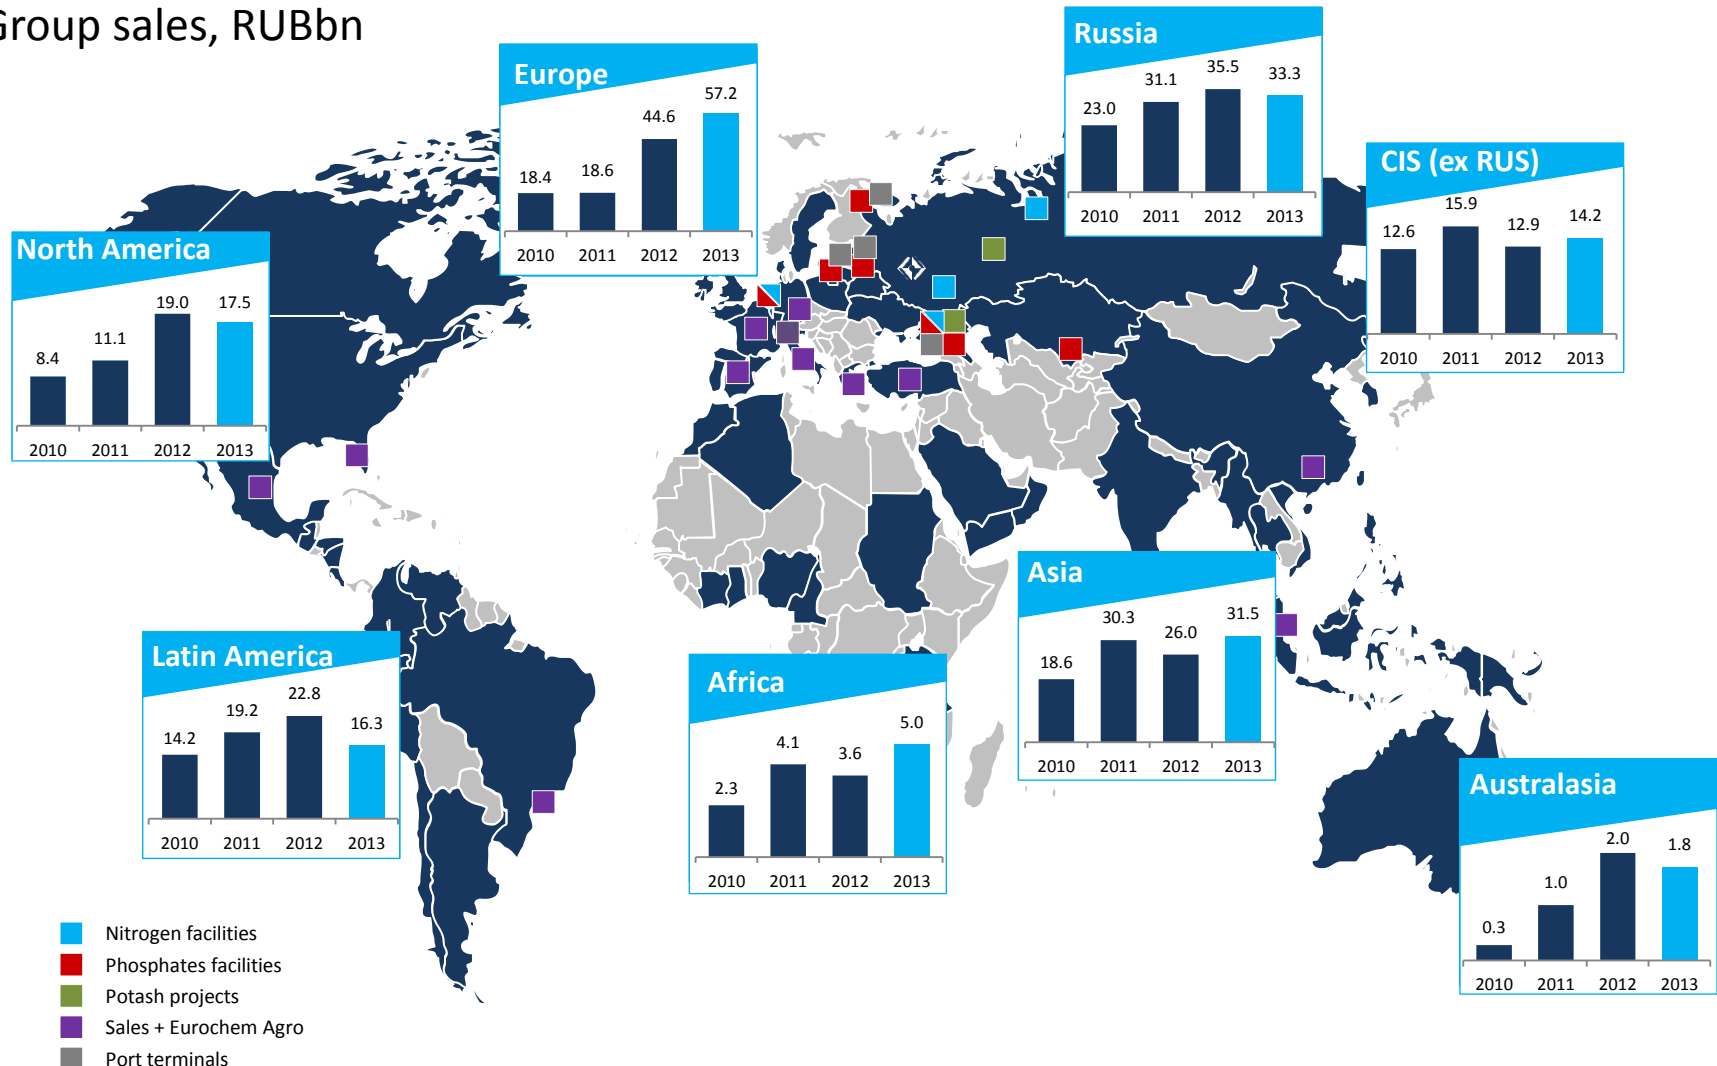 Group sales, RUBbn
Europe
57.2
44.6
18.4
18.6
2010 2011 2012 2013
Russia
35.5
33.3
31.1
23.0
2010 2011 2012 2013
CIS (ex RUS)
15.9
14.2
12.6
12.9
2010 2011 2012 2013
North America
19.0
17.5
11.1
8.4
2010 2011 2012 2013
Asia
30.3
31.5
26.0
18.6
2010 2011 2012 2013
Latin America
22.8
19.2
16.3
14.2
2010 2011 2012 2013
Africa
5.0
4.1
3.6
2.3
2010 2011 2012 2013
Australasia
2.0
1.8
1.0
0.3
2010 2011 2012 2013
Nitrogen facilities
Phosphates facilities
Potash projects
Sales + Eurochem Agro
Port terminals